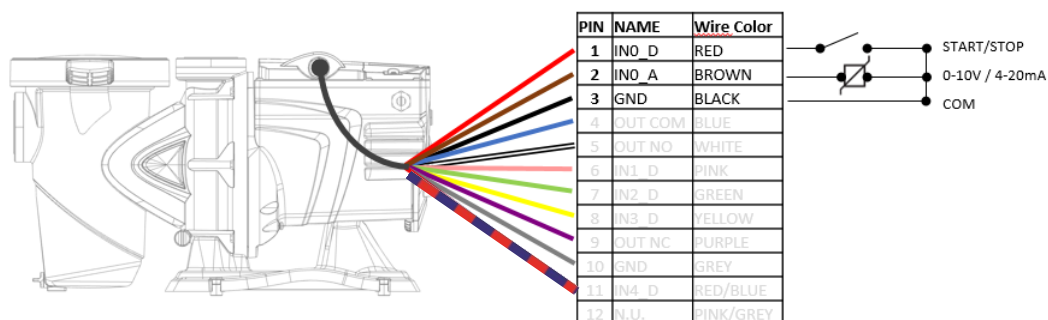 PIN NAME Wire Color
1 IN0_D RED START/STOP
2 IN0_A BROWN 0-10V / 4-20mA
3 GND BLACK COM
4 OUT COM BLUE
5 OUT NO WHITE
6 IN1_D PINK
7 IN2_D GREEN
8 IN3_D YELLOW
9 OUT NC PURPLE
10 GND GREY
11 IN4_D RED/BLUE
12 N.U. PINK/GREY